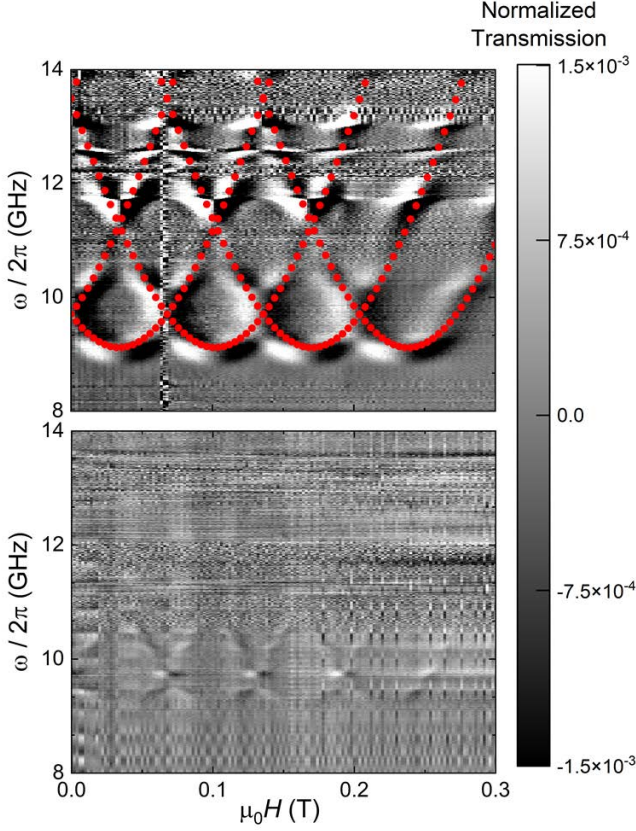 Normalized
Transmission
14
12
10
8
ω / 2π (GHz)
1.5×10⁻³
7.5×10⁻⁴
0.0
-7.5×10⁻⁴
-1.5×10⁻³
14
12
10
8
ω / 2π (GHz)
0.0 0.1 0.2 0.3
μ₀H (T)